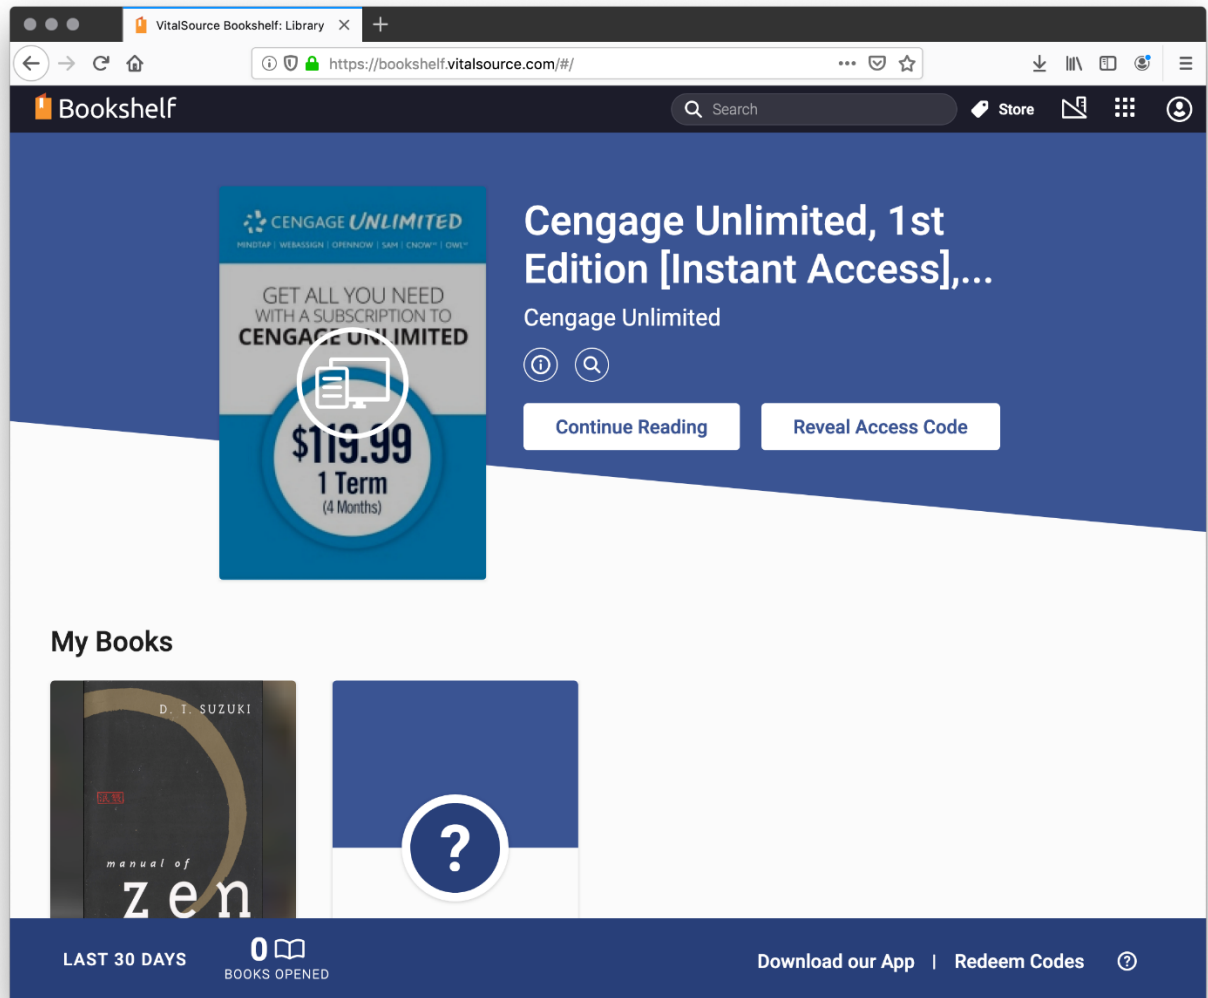 VitalSource Bookshelf: Library
https://bookshelf.vitalsource.com/#/
Bookshelf
Search
Store
CENGAGE UNLIMITED
MINDTAP | WEBASSIGN | OPENNOW | SAM | CNOW™ | OWL™
GET ALL YOU NEED
WITH A SUBSCRIPTION TO
CENGAGE UNLIMITED
$119.99
1 Term
(4 Months)
Cengage Unlimited, 1st
Edition [Instant Access],...
Cengage Unlimited
Continue Reading
Reveal Access Code
My Books
D. T. SUZUKI
manual of
zen
?
LAST 30 DAYS
0
BOOKS OPENED
Download our App | Redeem Codes